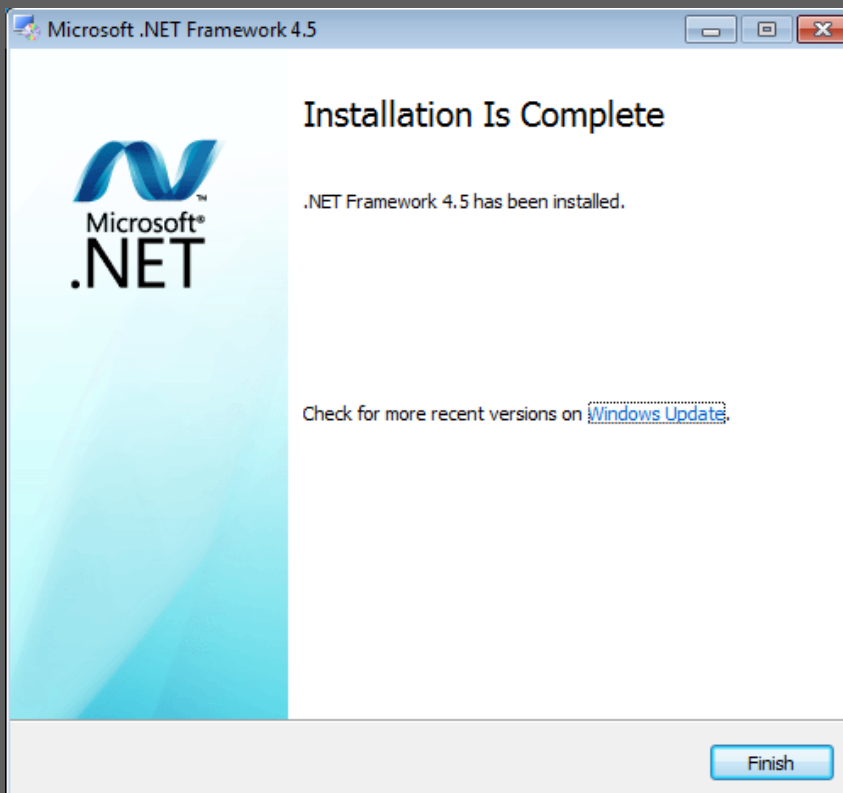 Microsoft .NET Framework 4.5
Installation Is Complete
.NET Framework 4.5 has been installed.
Microsoft®
.NET™
Check for more recent versions on Windows Update.
Finish